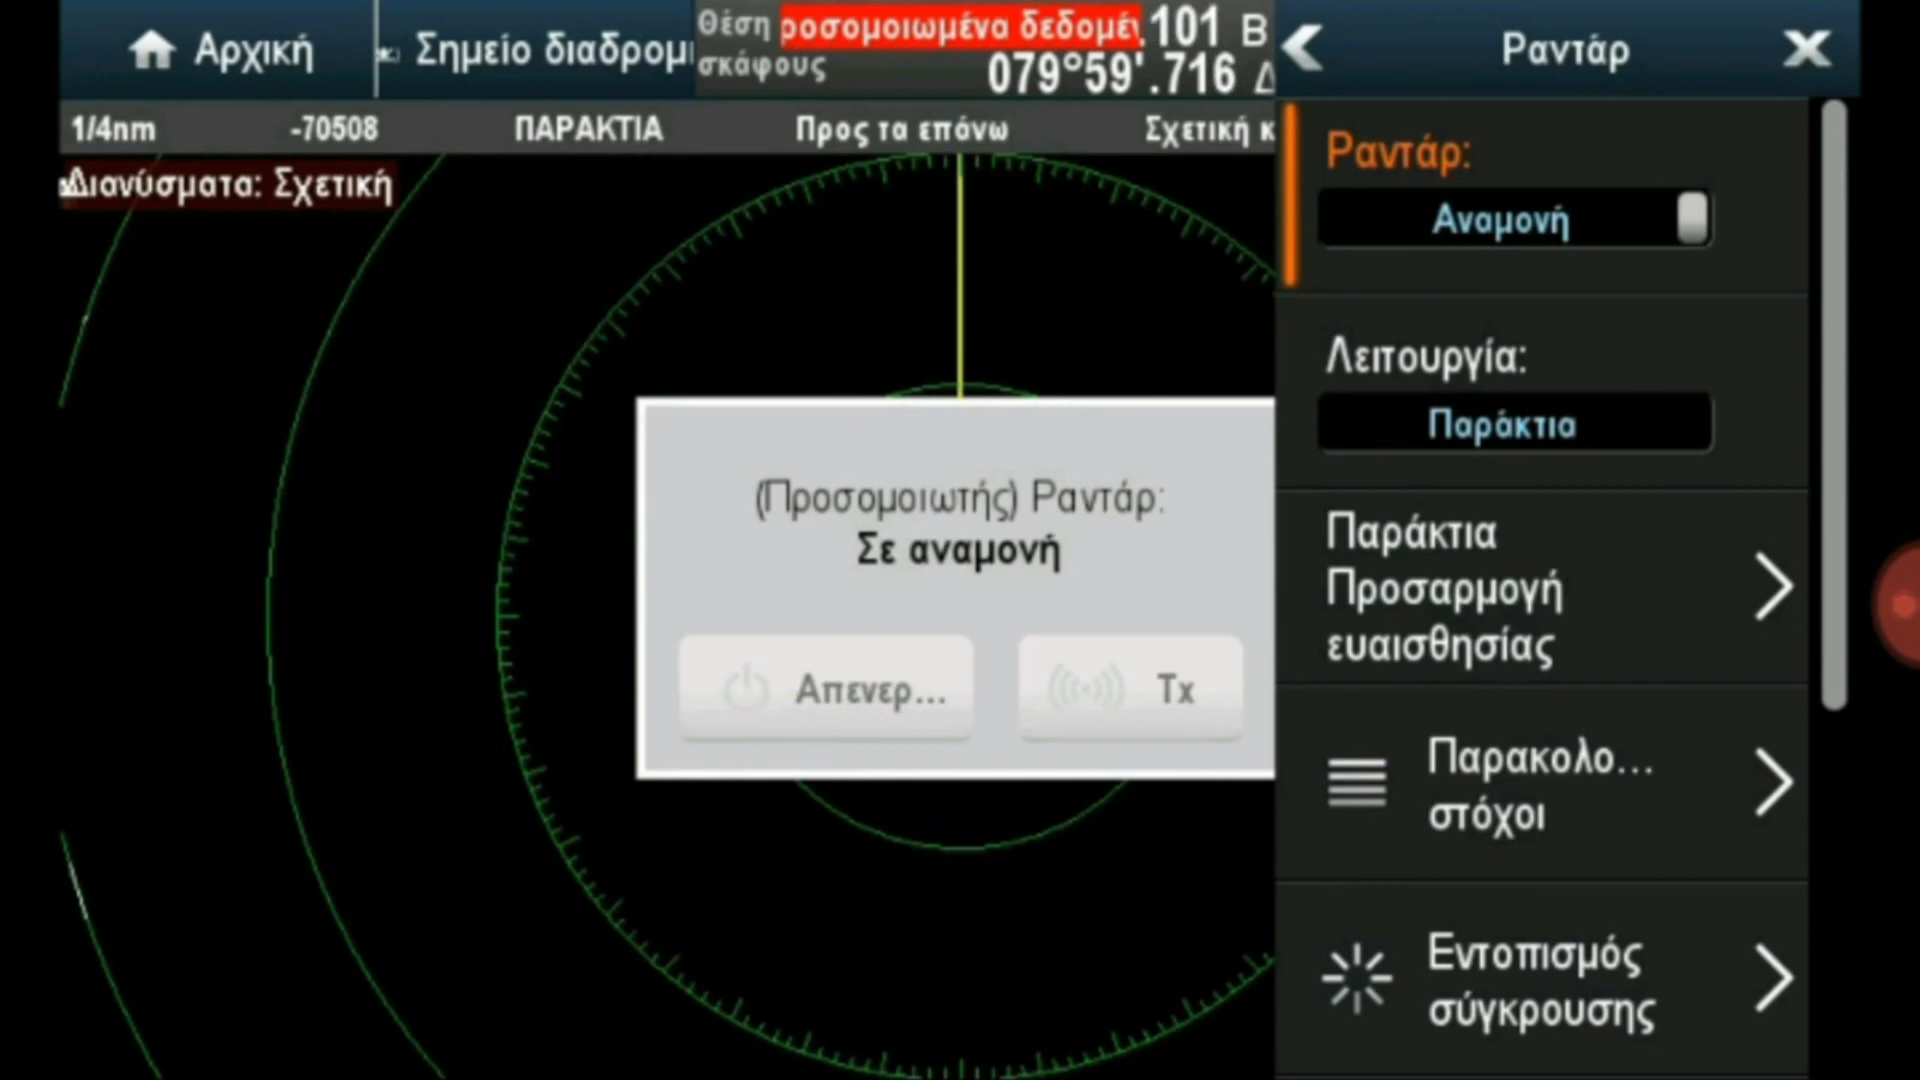 Αρχική
Σημείο διαδρομ
Θέση
σκάφους
ροσομοιωμένα δεδομέν
.101 Β
079°59'.716 Δ
Ραντάρ
1/4nm
-70508
ΠΑΡΑΚΤΙΑ
Προς τα επάνω
Σχετική κ
Διανύσματα: Σχετική
(Προσομοιωτής) Ραντάρ:
Σε αναμονή
Απενερ...
Tx
Ραντάρ:
Αναμονή
Λειτουργία:
Παράκτια
Παράκτια
Προσαρμογή
ευαισθησίας
Παρακολο...
στόχοι
Εντοπισμός
σύγκρουσης